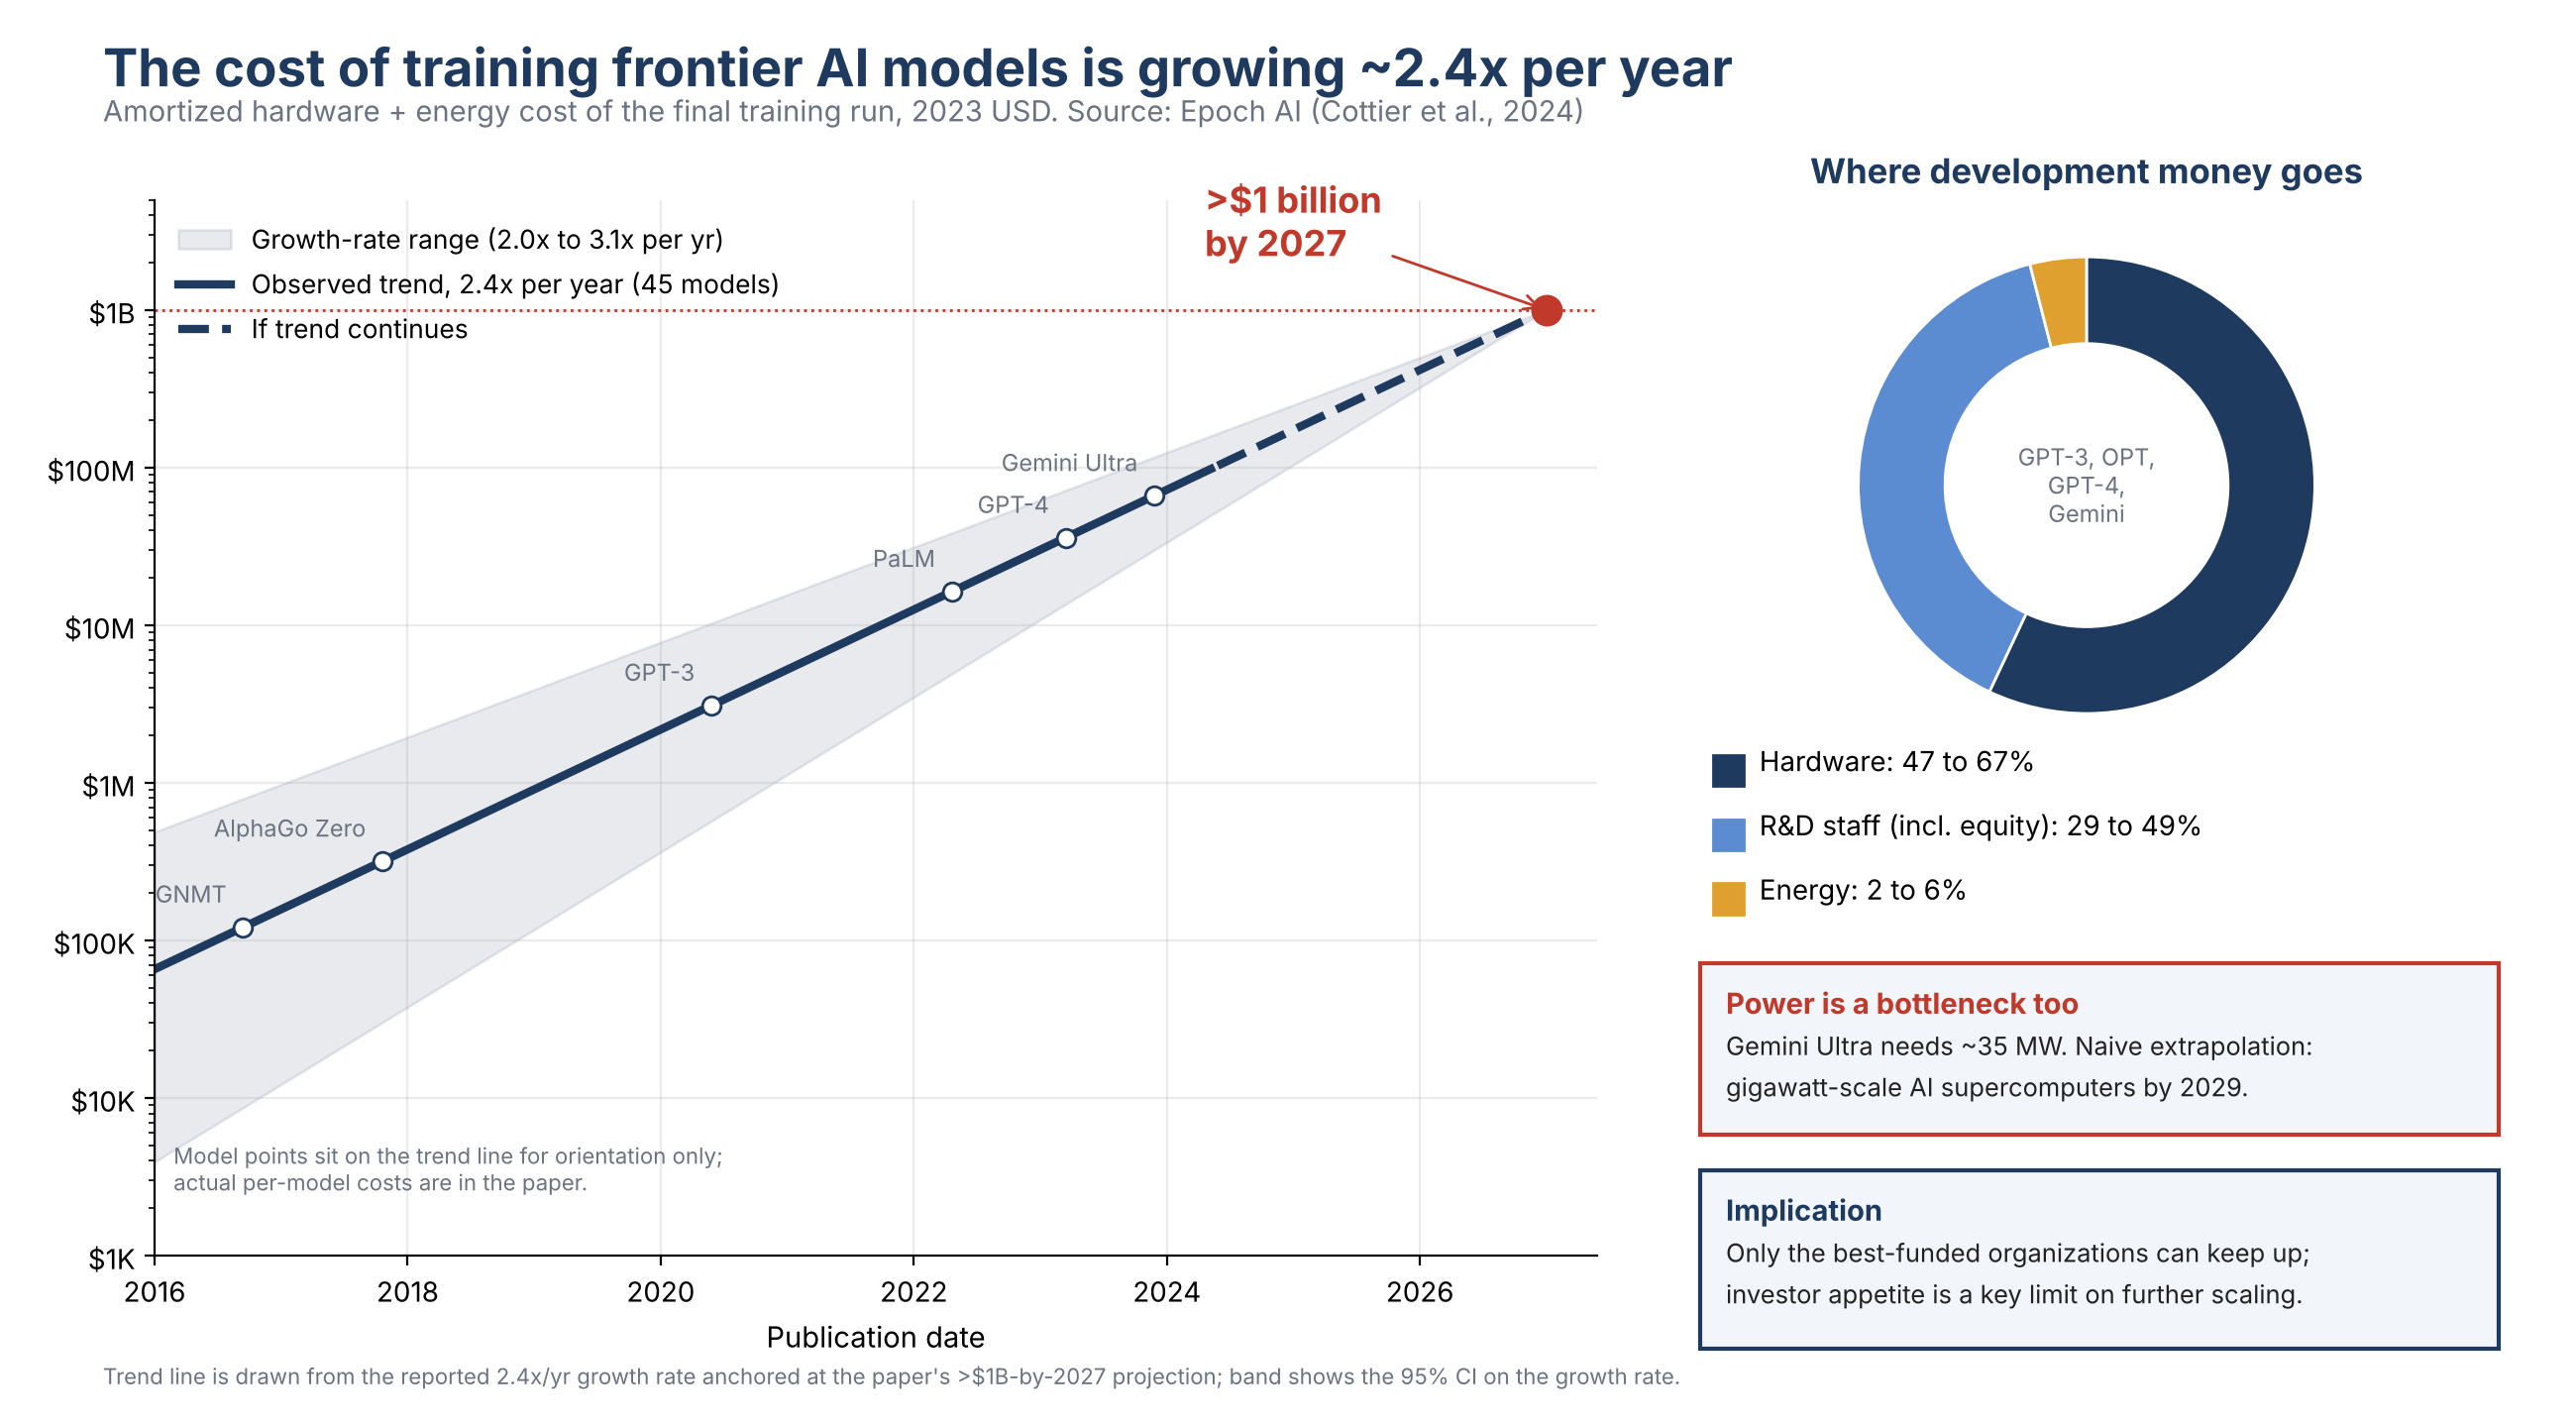 The cost of training frontier AI models is growing ~2.4x per year
Amortized hardware + energy cost of the final training run, 2023 USD. Source: Epoch AI (Cottier et al., 2024)
>$1 billion
by 2027
Growth-rate range (2.0x to 3.1x per yr)
Observed trend, 2.4x per year (45 models)
If trend continues
$1B
$100M
$10M
$1M
$100K
$10K
$1K
Gemini Ultra
GPT-4
PaLM
GPT-3
AlphaGo Zero
GNMT
Model points sit on the trend line for orientation only;
actual per-model costs are in the paper.
2016
2018
2020
2022
2024
2026
Publication date
Where development money goes
GPT-3, OPT,
GPT-4,
Gemini
Hardware: 47 to 67%
R&D staff (incl. equity): 29 to 49%
Energy: 2 to 6%
Power is a bottleneck too
Gemini Ultra needs ~35 MW. Naive extrapolation:
gigawatt-scale AI supercomputers by 2029.
Implication
Only the best-funded organizations can keep up;
investor appetite is a key limit on further scaling.
Trend line is drawn from the reported 2.4x/yr growth rate anchored at the paper's >$1B-by-2027 projection; band shows the 95% CI on the growth rate.